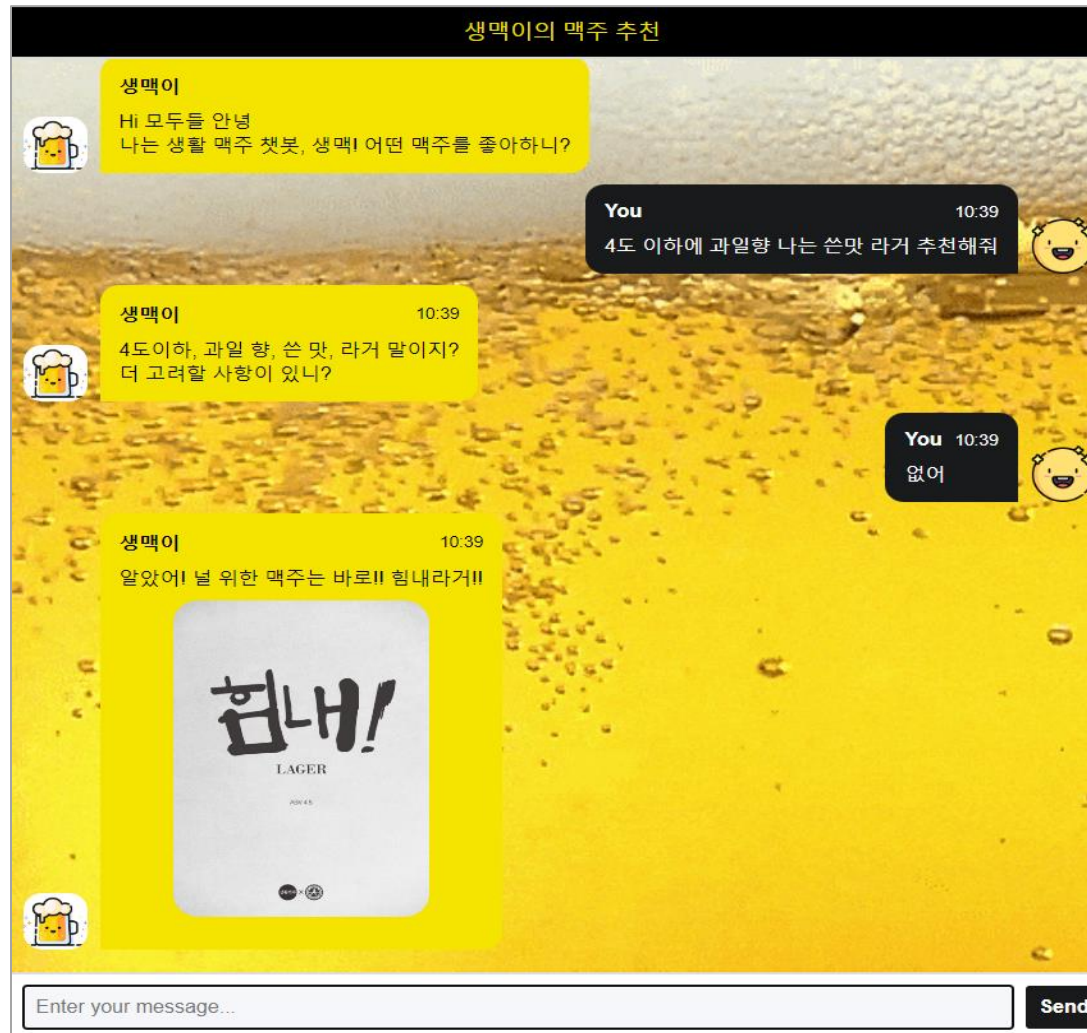 생맥이의 맥주 추천
생맥이
Hi 모두들 안녕
나는 생활 맥주 챗봇, 생맥! 어떤 맥주를 좋아하니?
You 10:39
4도 이하에 과일향 나는 쓴맛 라거 추천해줘
생맥이 10:39
4도이하, 과일 향, 쓴 맛, 라거 말이지?
더 고려할 사항이 있니?
You 10:39
없어
생맥이 10:39
알았어! 널 위한 맥주는 바로!! 힘내라거!!
힘내!
LAGER
Enter your message...
Send